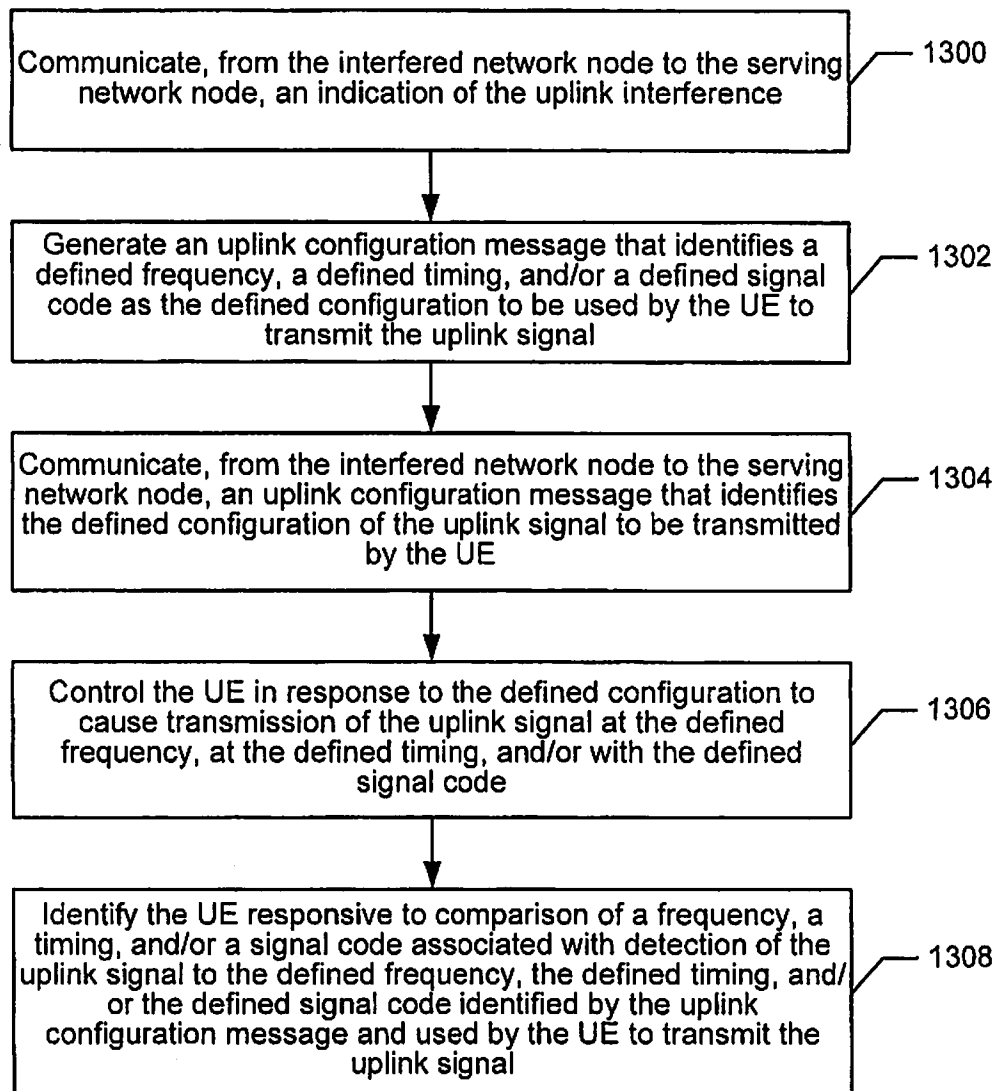 Communicate, from the interfered network node to the serving
network node, an indication of the uplink interference
1300
Generate an uplink configuration message that identifies a
defined frequency, a defined timing, and/or a defined signal
code as the defined configuration to be used by the UE to
transmit the uplink signal
1302
Communicate, from the interfered network node to the serving
network node, an uplink configuration message that identifies
the defined configuration of the uplink signal to be transmitted
by the UE
1304
Control the UE in response to the defined configuration to
cause transmission of the uplink signal at the defined
frequency, at the defined timing, and/or with the defined
signal code
1306
Identify the UE responsive to comparison of a frequency, a
timing, and/or a signal code associated with detection of the
uplink signal to the defined frequency, the defined timing, and/
or the defined signal code identified by the uplink
configuration message and used by the UE to transmit the
uplink signal
1308